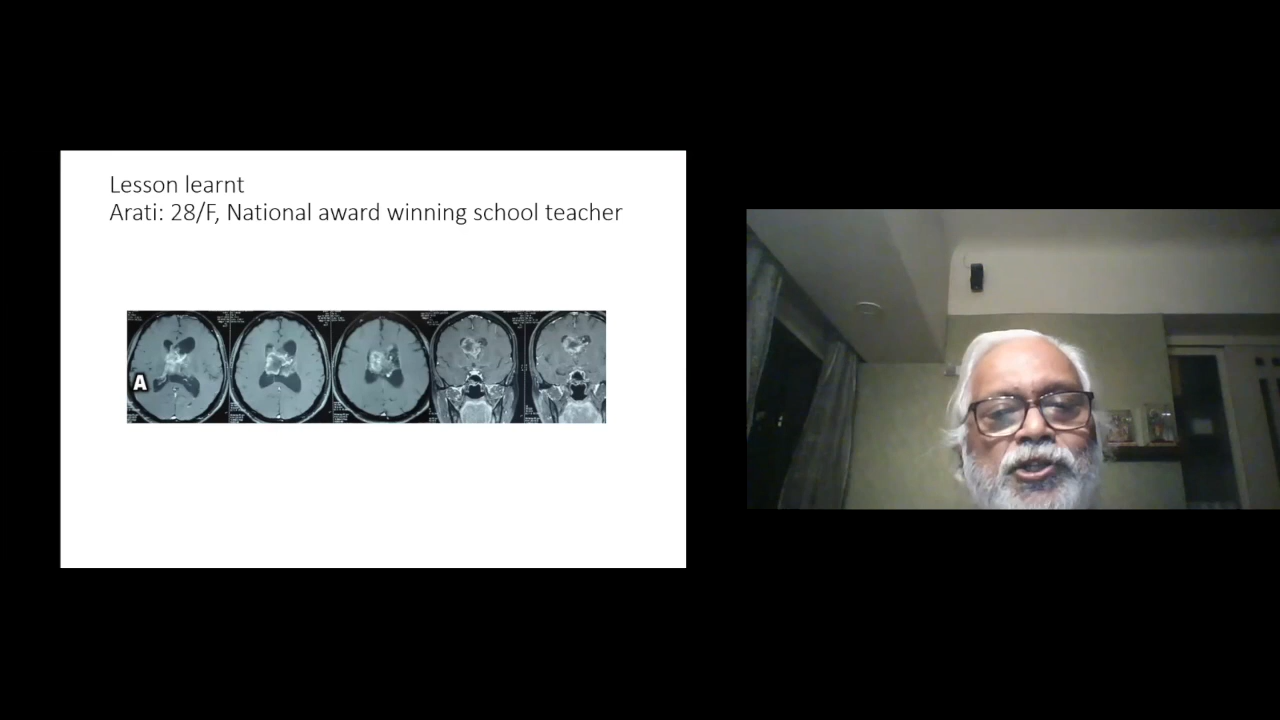 Lesson learnt
Arati: 28/F, National award winning school teacher
A